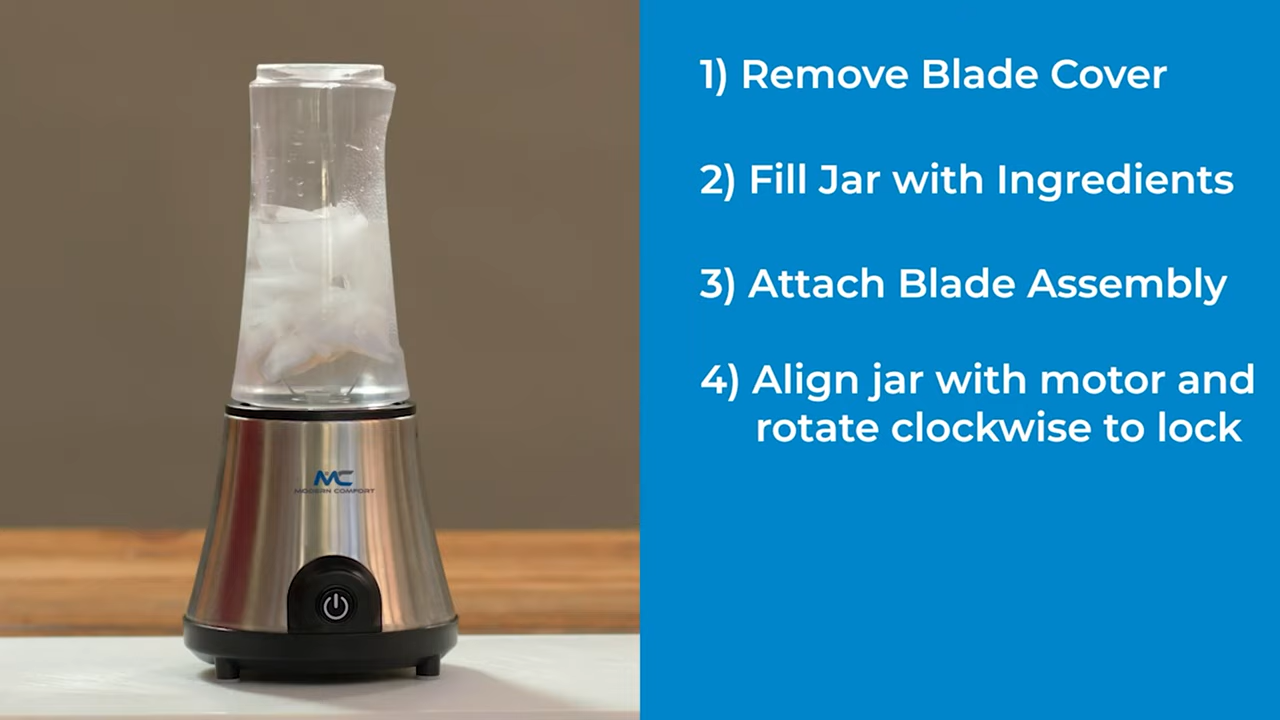 1) Remove Blade Cover
2) Fill Jar with Ingredients
3) Attach Blade Assembly
4) Align jar with motor and
rotate clockwise to lock
MC
MODERN COMFORT